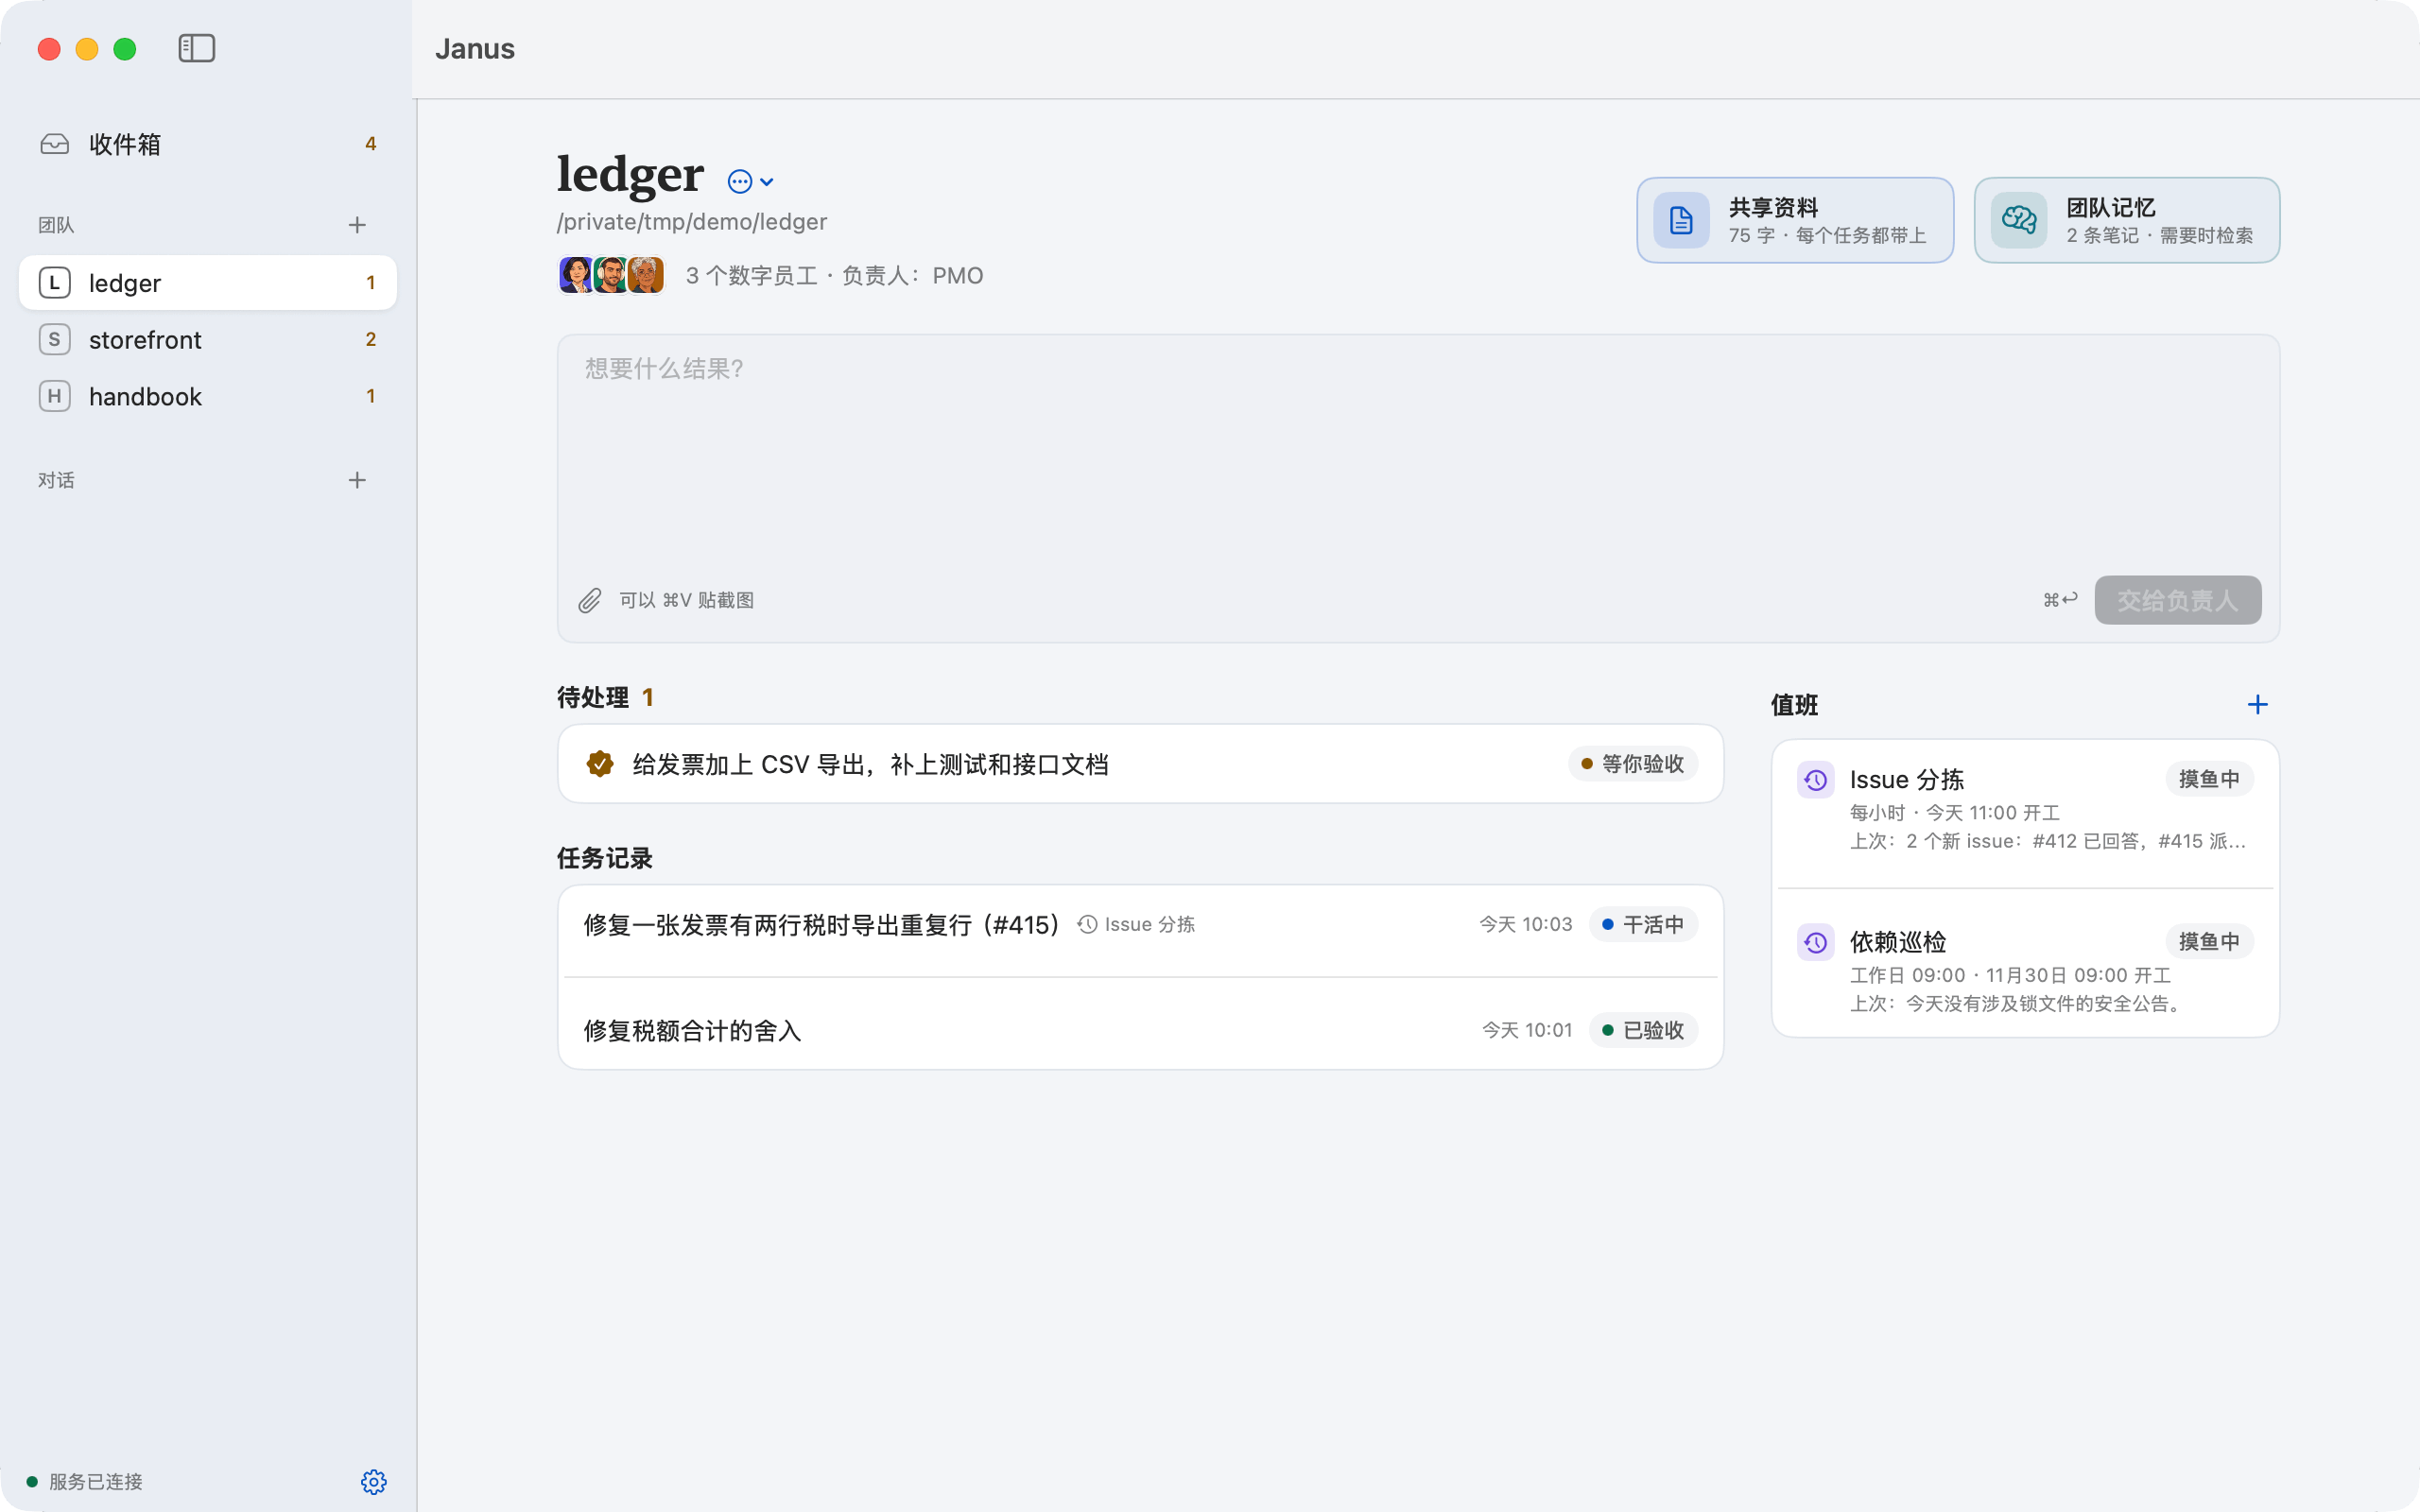 Janus
收件箱 4
团队
L ledger 1
S storefront 2
H handbook 1
对话
服务已连接
ledger
/private/tmp/demo/ledger
3 个数字员工 · 负责人：PMO
共享资料
75 字 · 每个任务都带上
团队记忆
2 条笔记 · 需要时检索
想要什么结果？
可以 ⌘V 贴截图
⌘↩ 交给负责人
待处理 1
给发票加上 CSV 导出，补上测试和接口文档 等你验收
任务记录
修复一张发票有两行税时导出重复行（#415） Issue 分拣 今天 10:03 干活中
修复税额合计的舍入 今天 10:01 已验收
值班
Issue 分拣 摸鱼中
每小时 · 今天 11:00 开工
上次：2 个新 issue：#412 已回答，#415 派…
依赖巡检 摸鱼中
工作日 09:00 · 11月30日 09:00 开工
上次：今天没有涉及锁文件的安全公告。